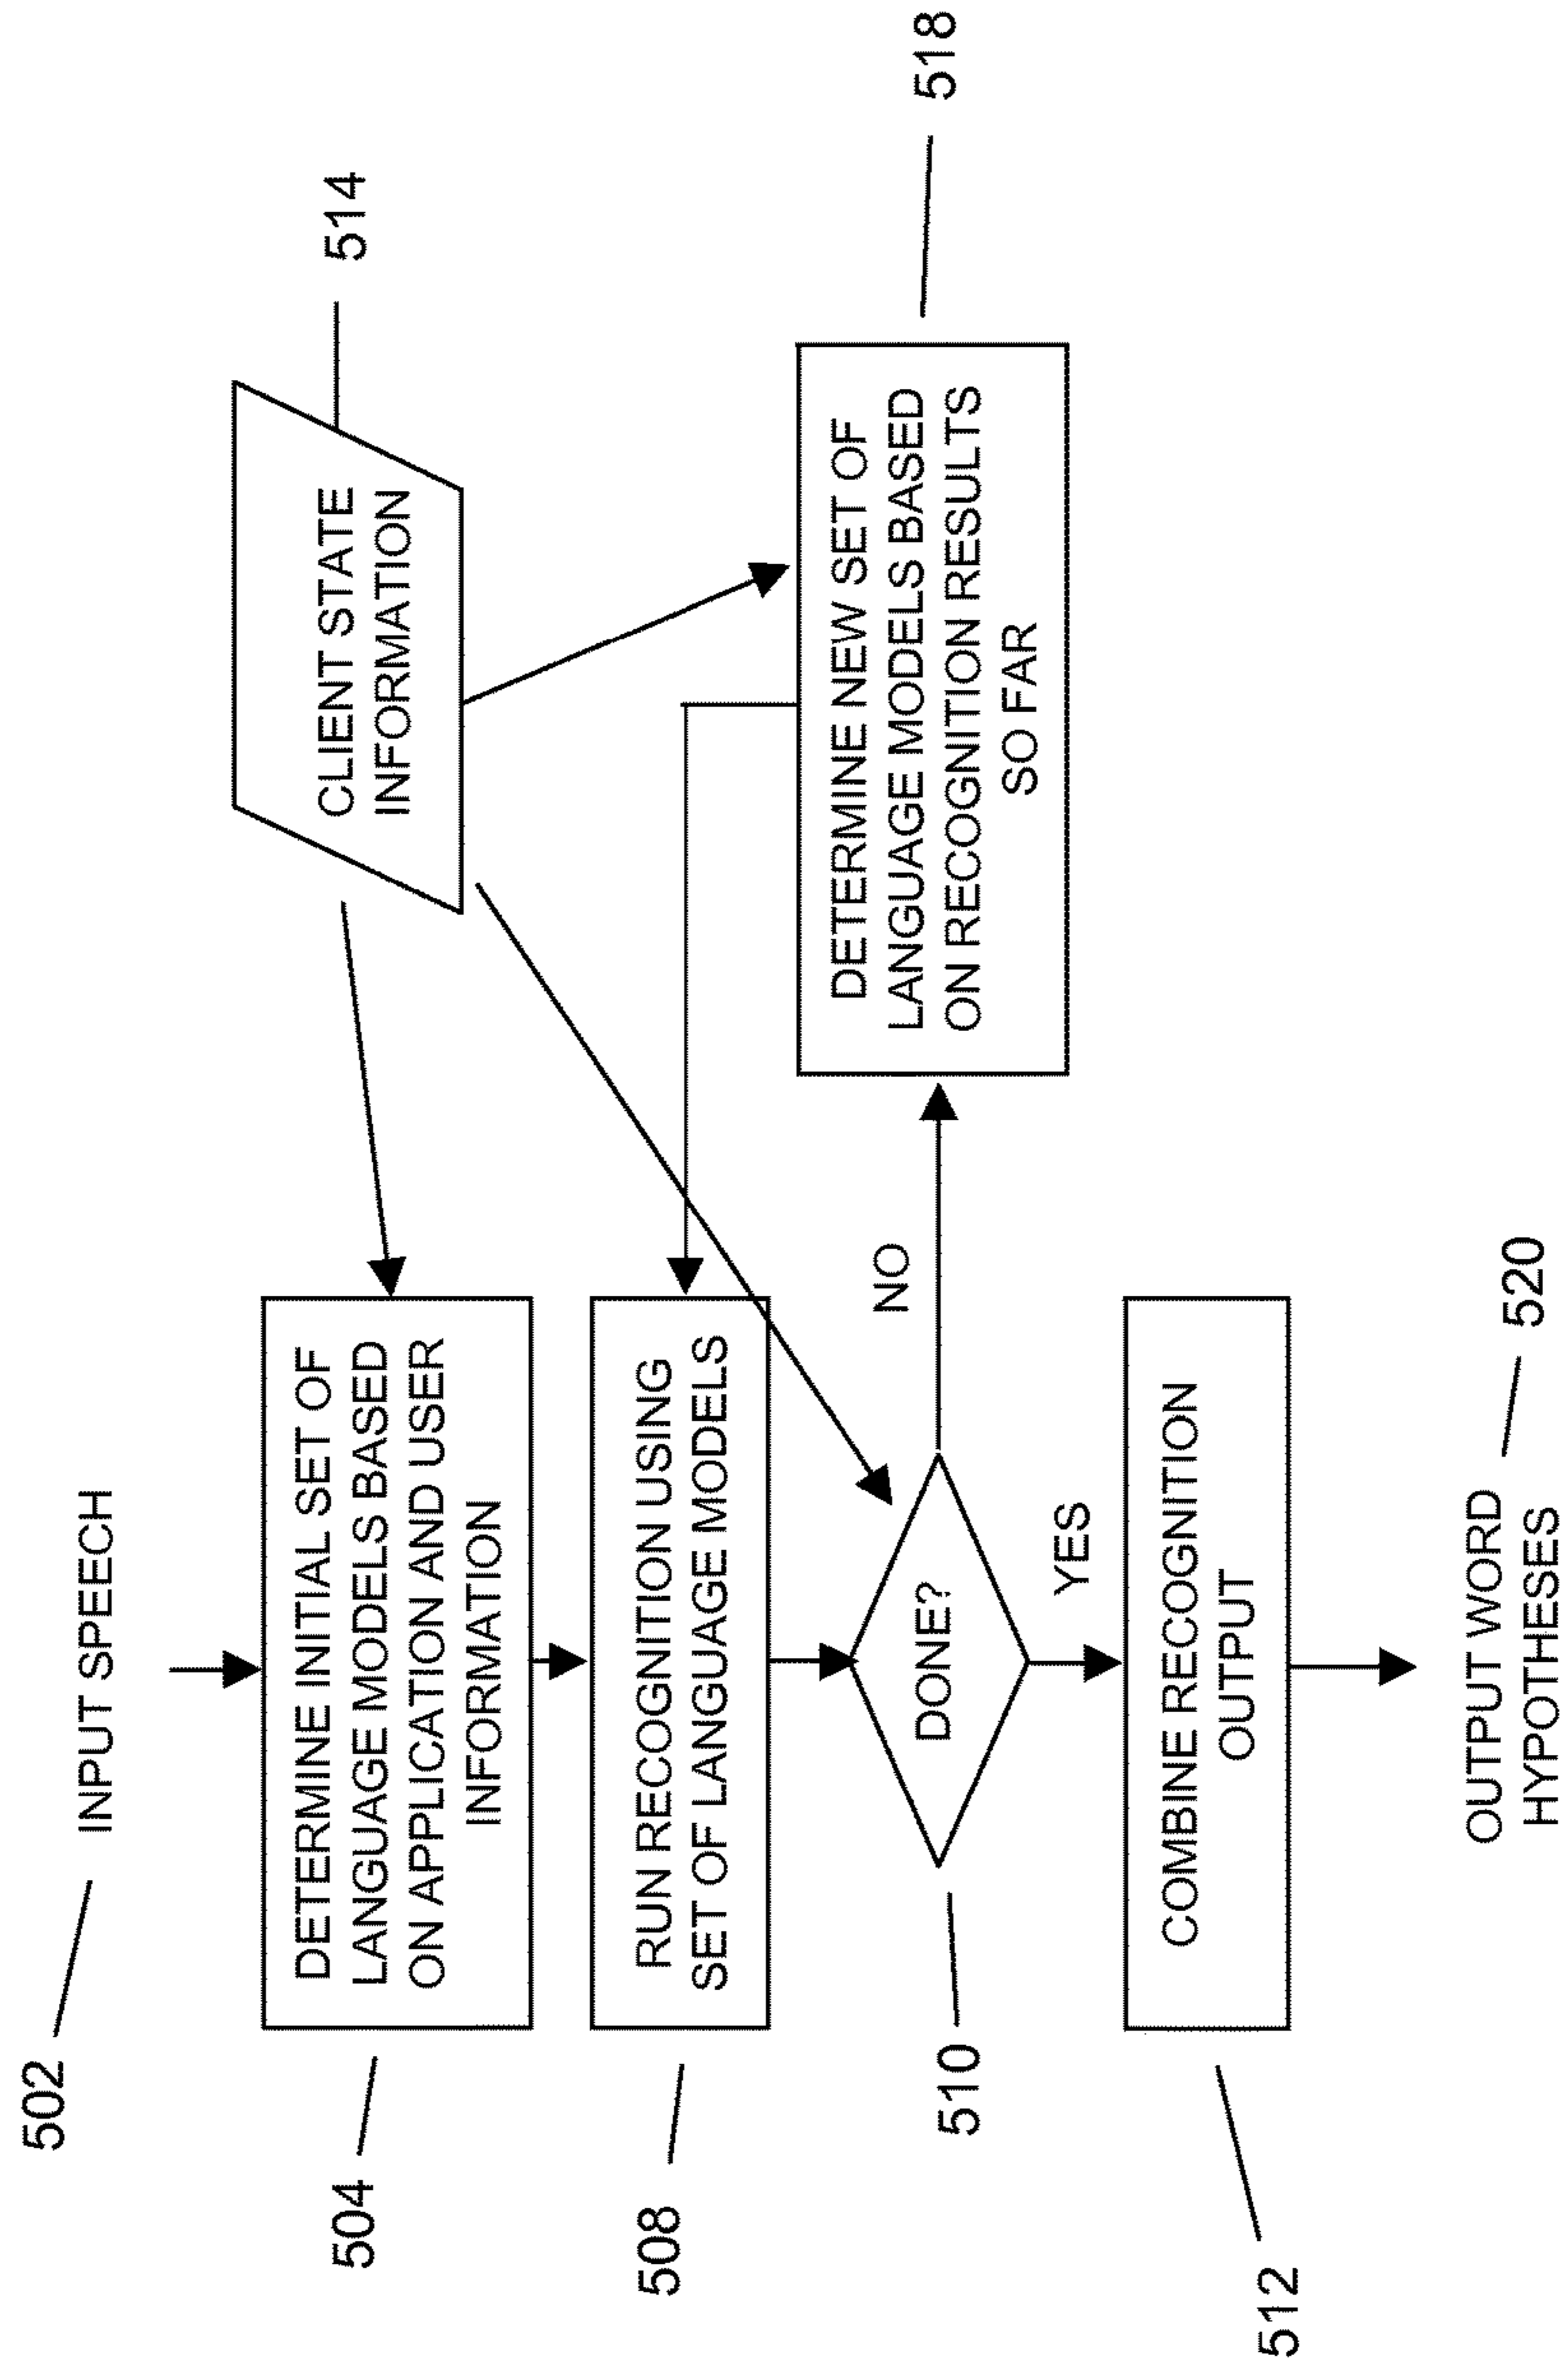 502
INPUT SPEECH
504
DETERMINE INITIAL SET OF
LANGUAGE MODELS BASED
ON APPLICATION AND USER
INFORMATION
CLIENT STATE
INFORMATION
514
508
RUN RECOGNITION USING
SET OF LANGUAGE MODELS
510
DONE?
NO
YES
DETERMINE NEW SET OF
LANGUAGE MODELS BASED
ON RECOGNITION RESULTS
SO FAR
518
512
COMBINE RECOGNITION
OUTPUT
OUTPUT WORD
HYPOTHESES
520